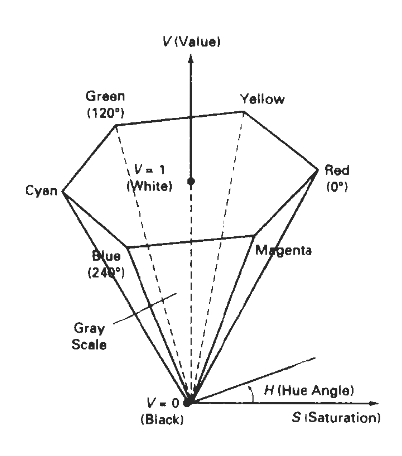 V (Value)
Green
(120°)
Yellow
V = 1
(White)
Red
(0°)
Cyan
Blue
(240°)
Magenta
Gray
Scale
H (Hue Angle)
V = 0
(Black)
S (Saturation)